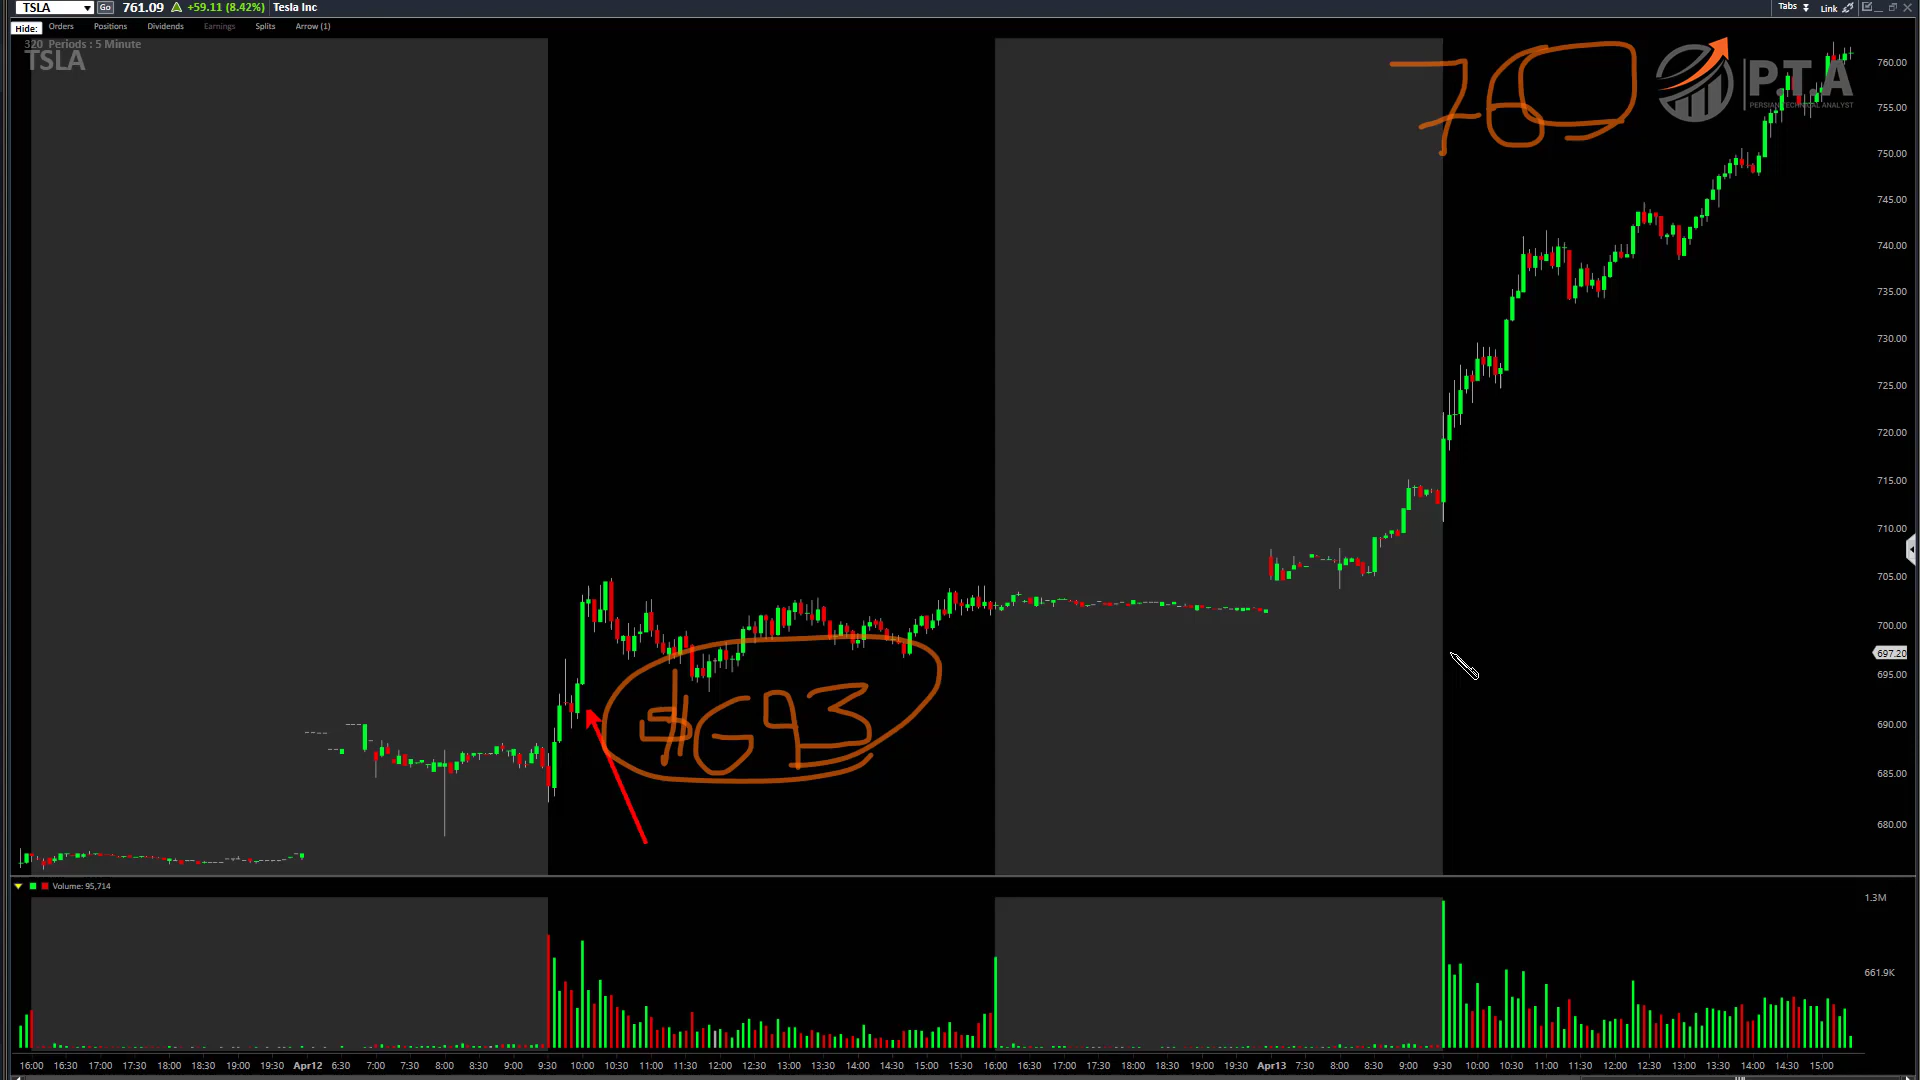 TSLA Go 761.09 +59.11 (8.42%) Tesla Inc Tabs Link
Hide: Orders Positions Dividends Earnings Splits Arrow (1)
320 Periods : 5 Minute
TSLA
760
P.T.A
PERSIAN TECHNICAL ANALYST
760.00
755.00
750.00
745.00
740.00
735.00
730.00
725.00
720.00
715.00
710.00
705.00
700.00
697.20
695.00
690.00
685.00
680.00
$693
Volume: 95,714
1.3M
661.9K
16:00 16:30 17:00 17:30 18:00 18:30 19:00 19:30 Apr12 6:30 7:00 7:30 8:00 8:30 9:00 9:30 10:00 10:30 11:00 11:30 12:00 12:30 13:00 13:30 14:00 14:30 15:00 15:30 16:00 16:30 17:00 17:30 18:00 18:30 19:00 19:30 Apr13 7:30 8:00 8:30 9:00 9:30 10:00 10:30 11:00 11:30 12:00 12:30 13:00 13:30 14:00 14:30 15:00